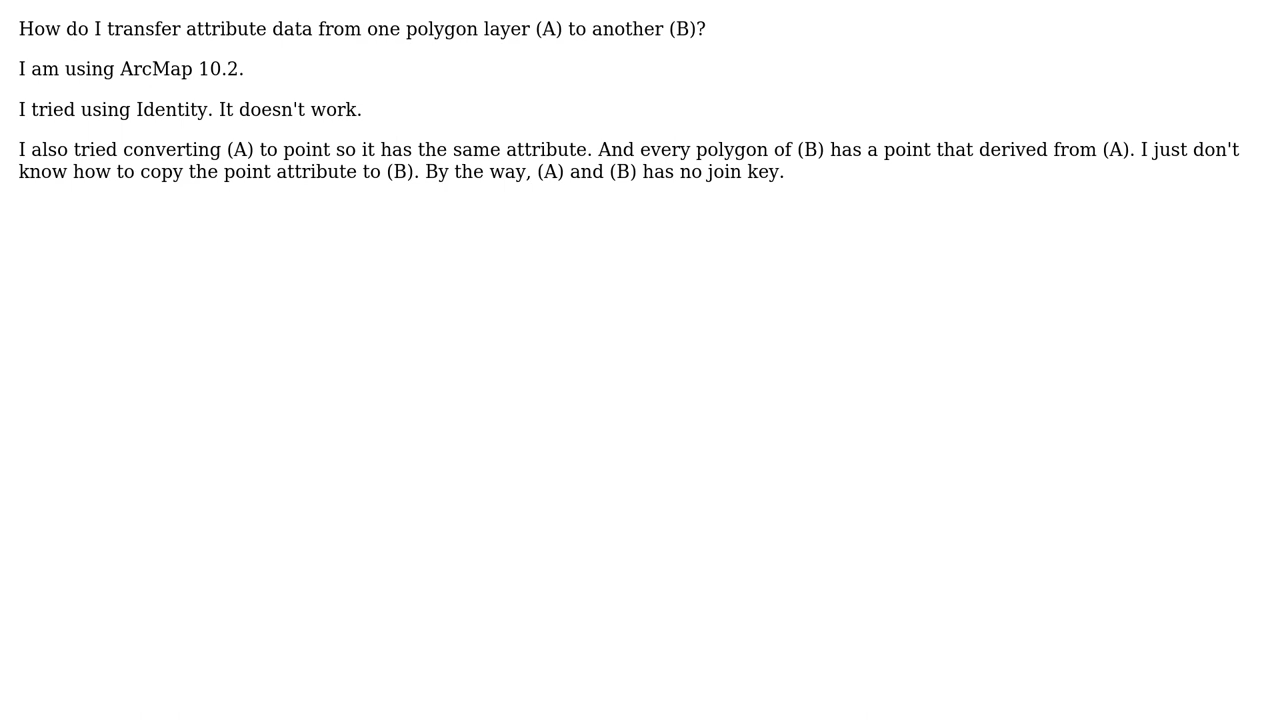 How do I transfer attribute data from one polygon layer (A) to another (B)?
I am using ArcMap 10.2.
I tried using Identity. It doesn't work.
I also tried converting (A) to point so it has the same attribute. And every polygon of (B) has a point that derived from (A). I just don't
know how to copy the point attribute to (B). By the way, (A) and (B) has no join key.